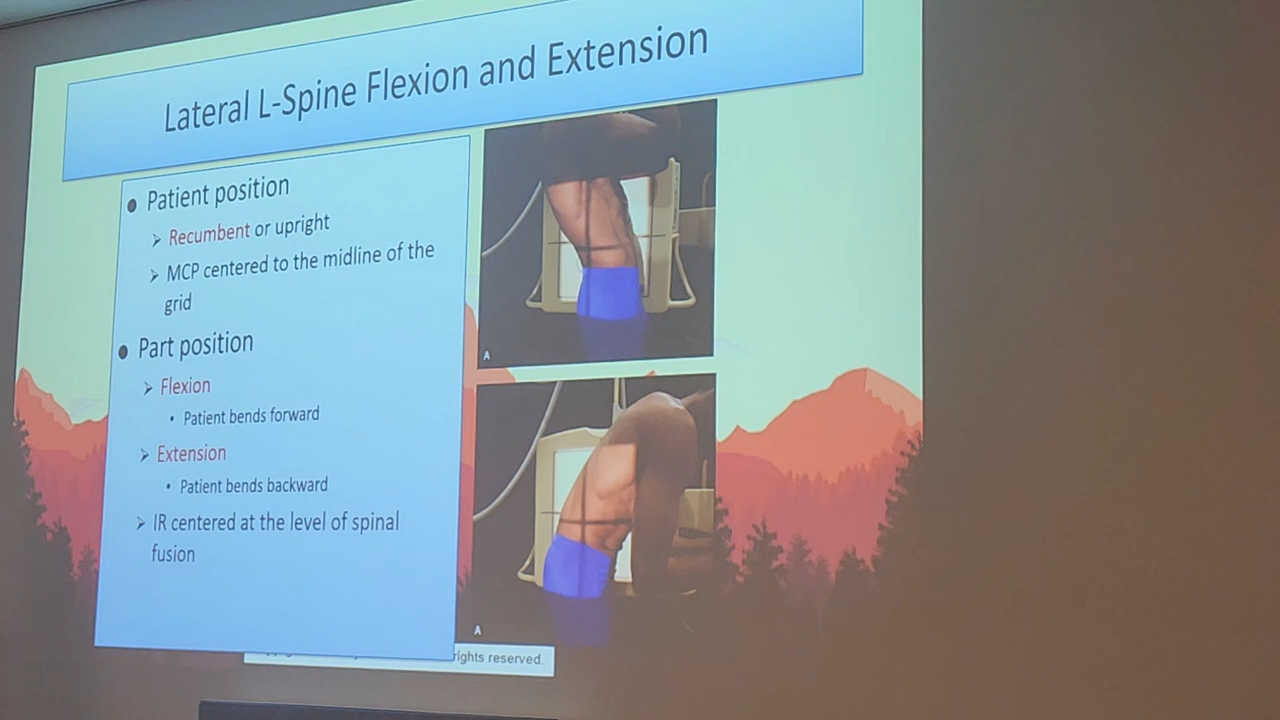 Lateral L-Spine Flexion and Extension
● Patient position
➢ Recumbent or upright
➢ MCP centered to the midline of the
grid
● Part position
➢ Flexion
• Patient bends forward
➢ Extension
• Patient bends backward
➢ IR centered at the level of spinal
fusion
A
A
rights reserved.